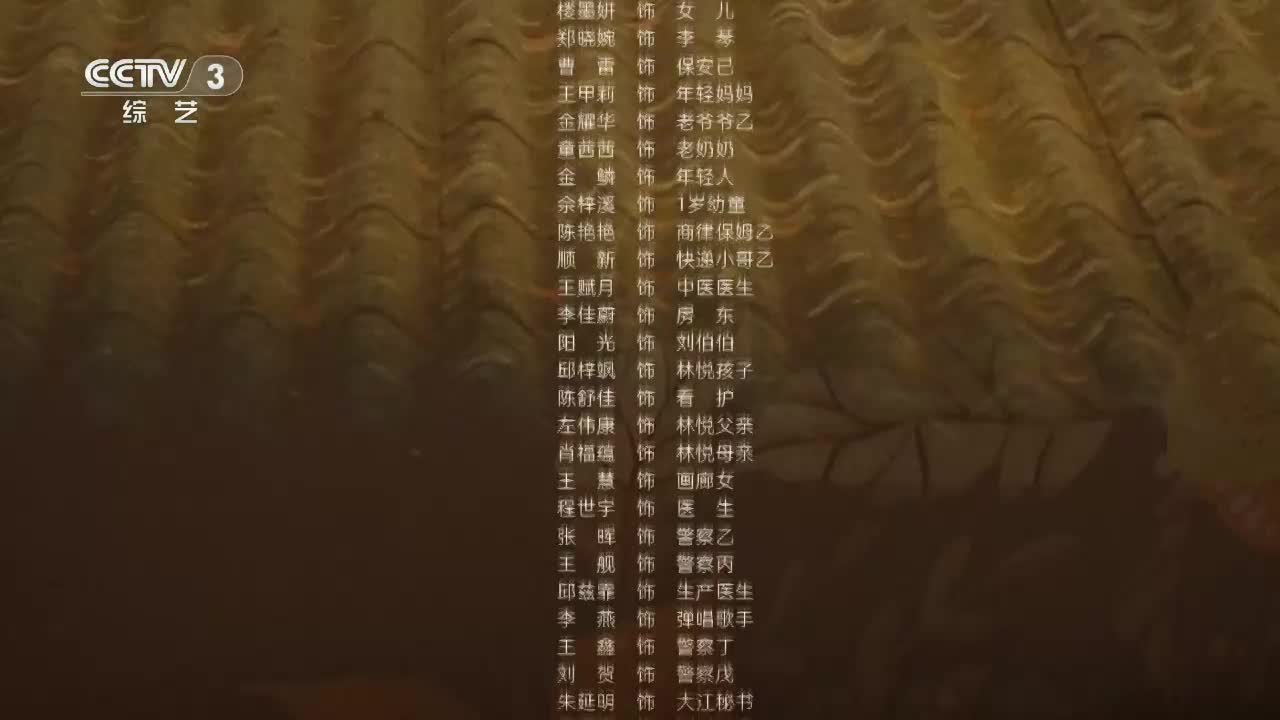 楼墨妍 饰 女 儿
郑晓婉 饰 李 琴
CCTV 3
综 艺
曹 雷 饰 保安己
王甲莉 饰 年轻妈妈
金耀华 饰 老爷爷乙
童茜茜 饰 老奶奶
金 鳞 饰 年轻人
余梓溪 饰 1岁幼童
陈艳艳 饰 商律保姆乙
顺 新 饰 快递小哥乙
王赋月 饰 中医医生
李佳蔚 饰 房 东
阳 光 饰 刘伯伯
邱梓飒 饰 林悦孩子
陈舒佳 饰 看 护
左伟康 饰 林悦父亲
肖福蕴 饰 林悦母亲
王 慧 饰 画廊女
程世宇 饰 医 生
张 晖 饰 警察乙
王 舰 饰 警察丙
邱兹霏 饰 生产医生
李 燕 饰 弹唱歌手
王 鑫 饰 警察丁
刘 贺 饰 警察戊
朱延明 饰 大江秘书